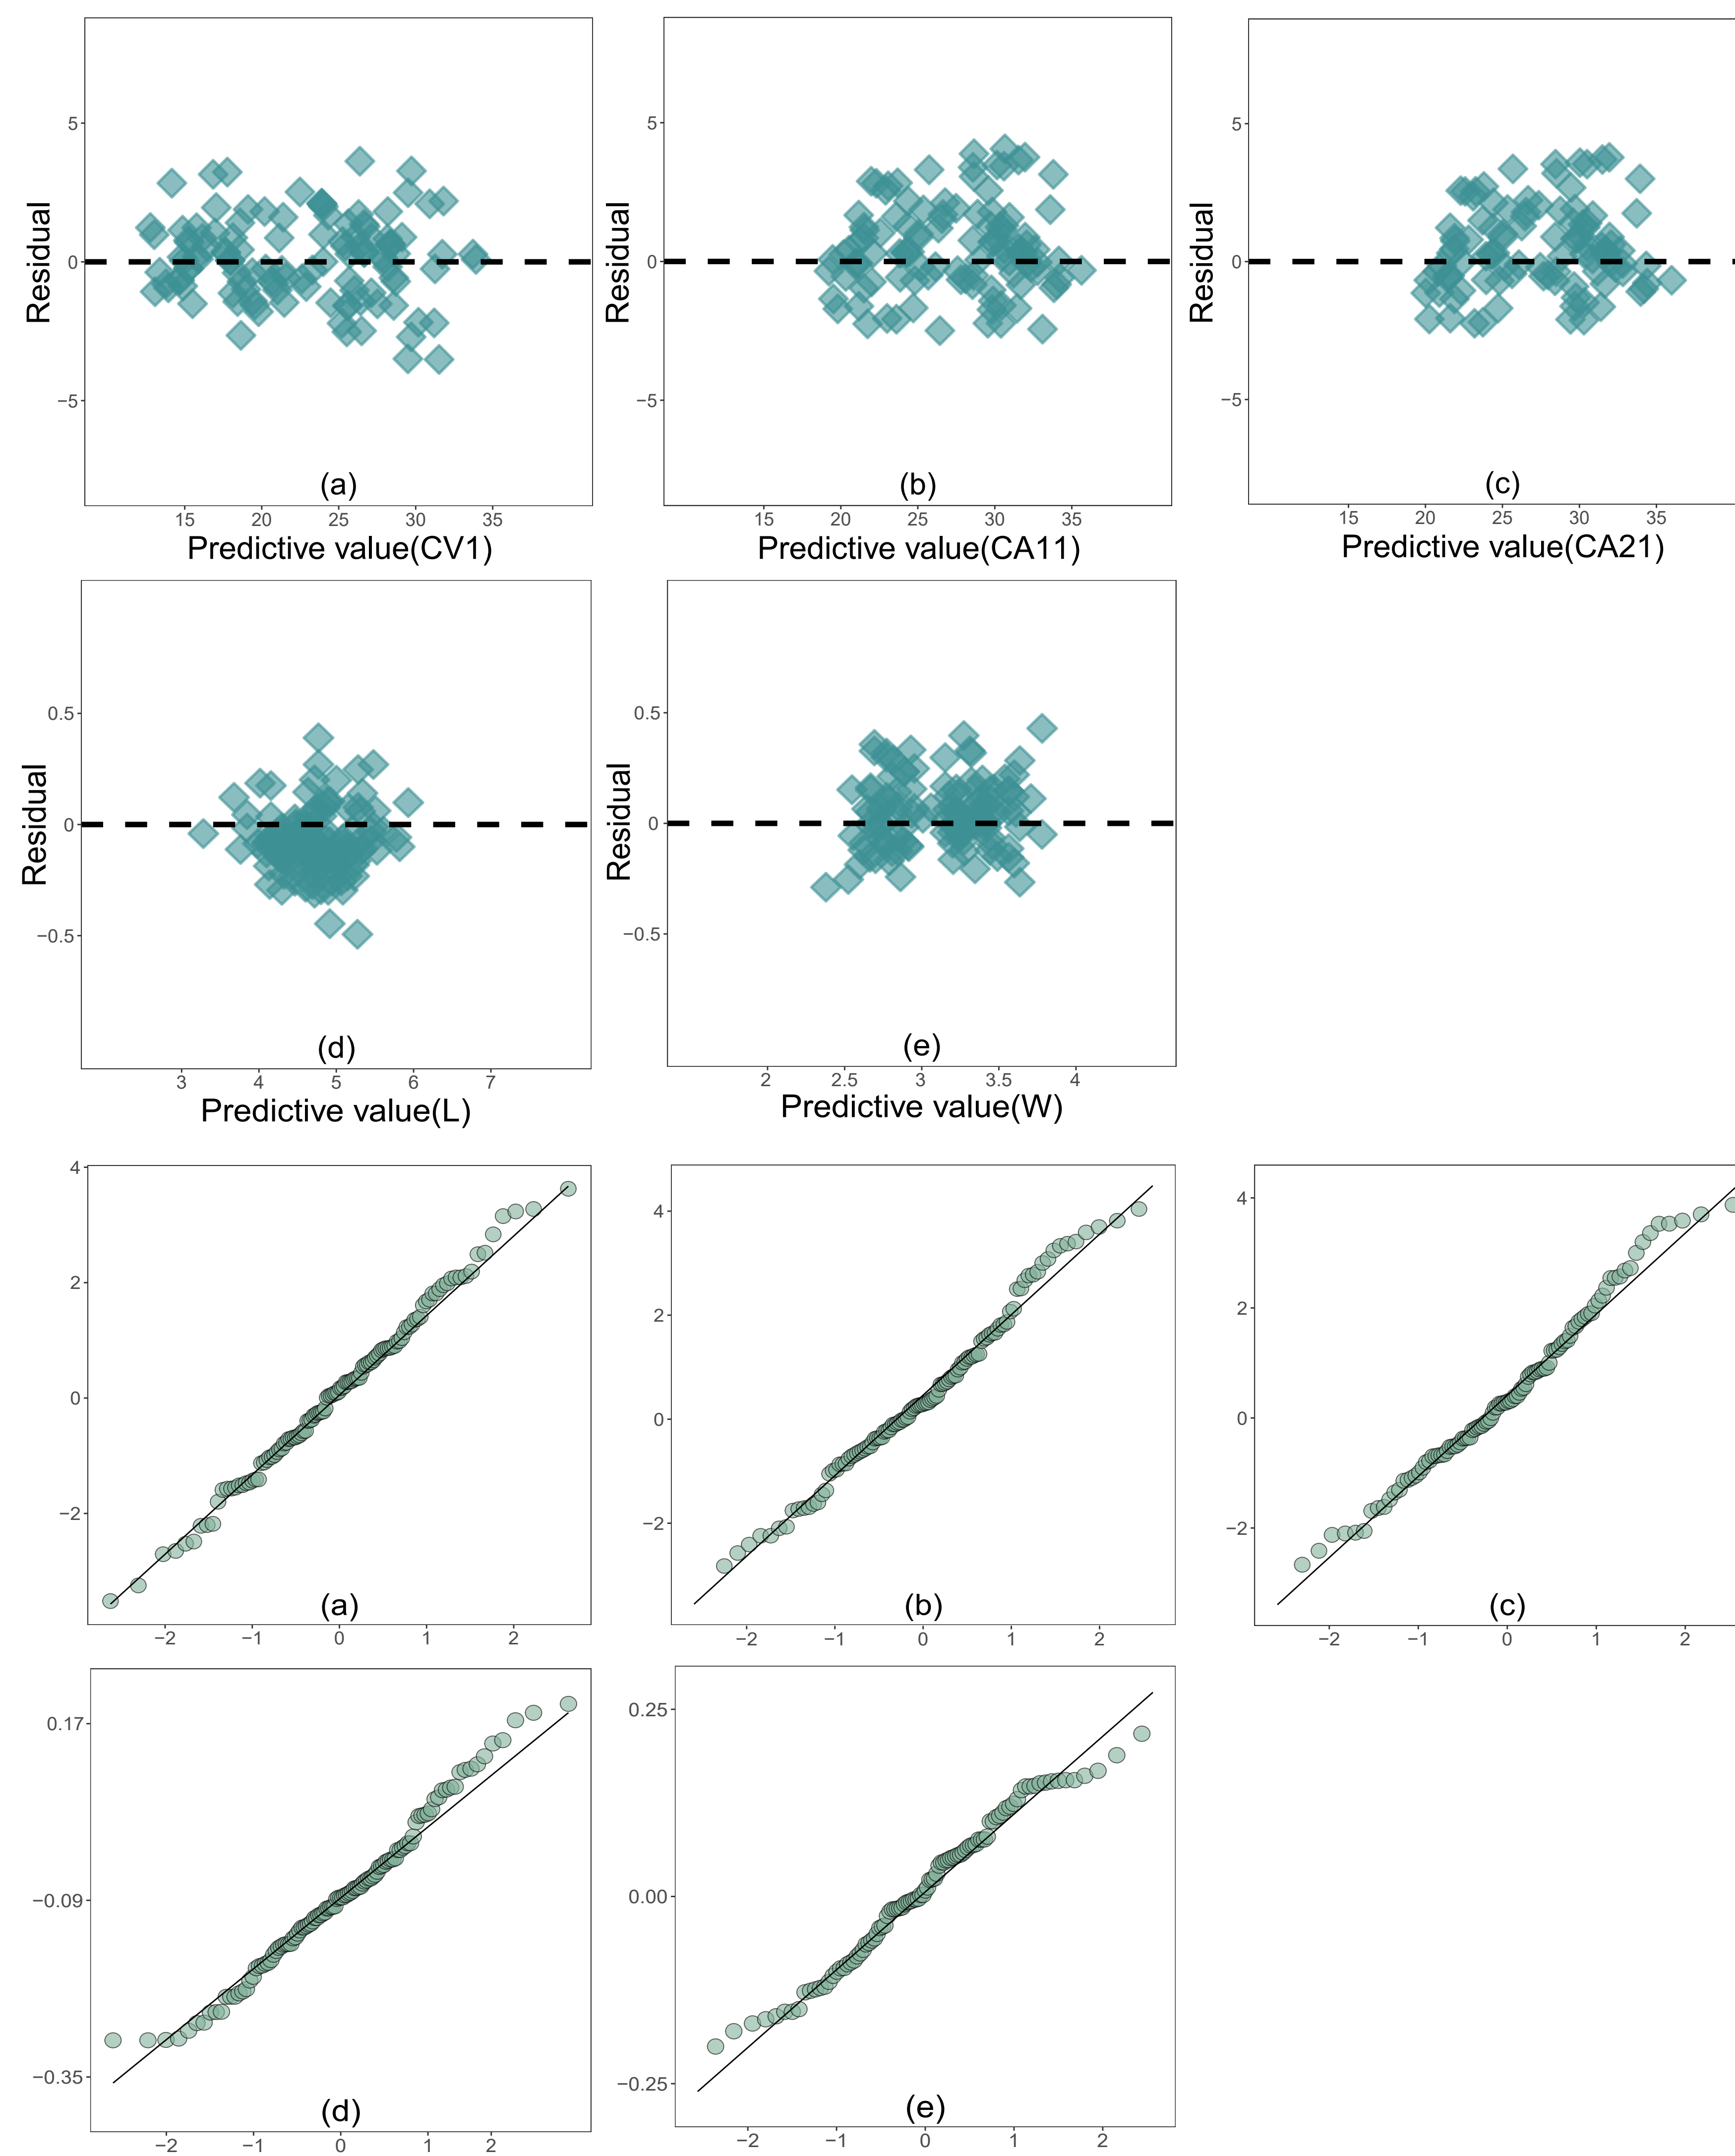 5
0
−5
Residual
(a)
15 20 25 30 35
Predictive value(CV1)
5
0
−5
Residual
(b)
15 20 25 30 35
Predictive value(CA11)
5
0
−5
Residual
(c)
15 20 25 30 35
Predictive value(CA21)
0.5
0
−0.5
Residual
(d)
3 4 5 6 7
Predictive value(L)
0.5
0
−0.5
Residual
(e)
2 2.5 3 3.5 4
Predictive value(W)
4
2
0
−2
(a)
−2 −1 0 1 2
4
2
0
−2
(b)
−2 −1 0 1 2
4
2
0
−2
(c)
−2 −1 0 1 2
0.17
−0.09
−0.35
(d)
−2 −1 0 1 2
0.25
0.00
−0.25
(e)
−2 −1 0 1 2